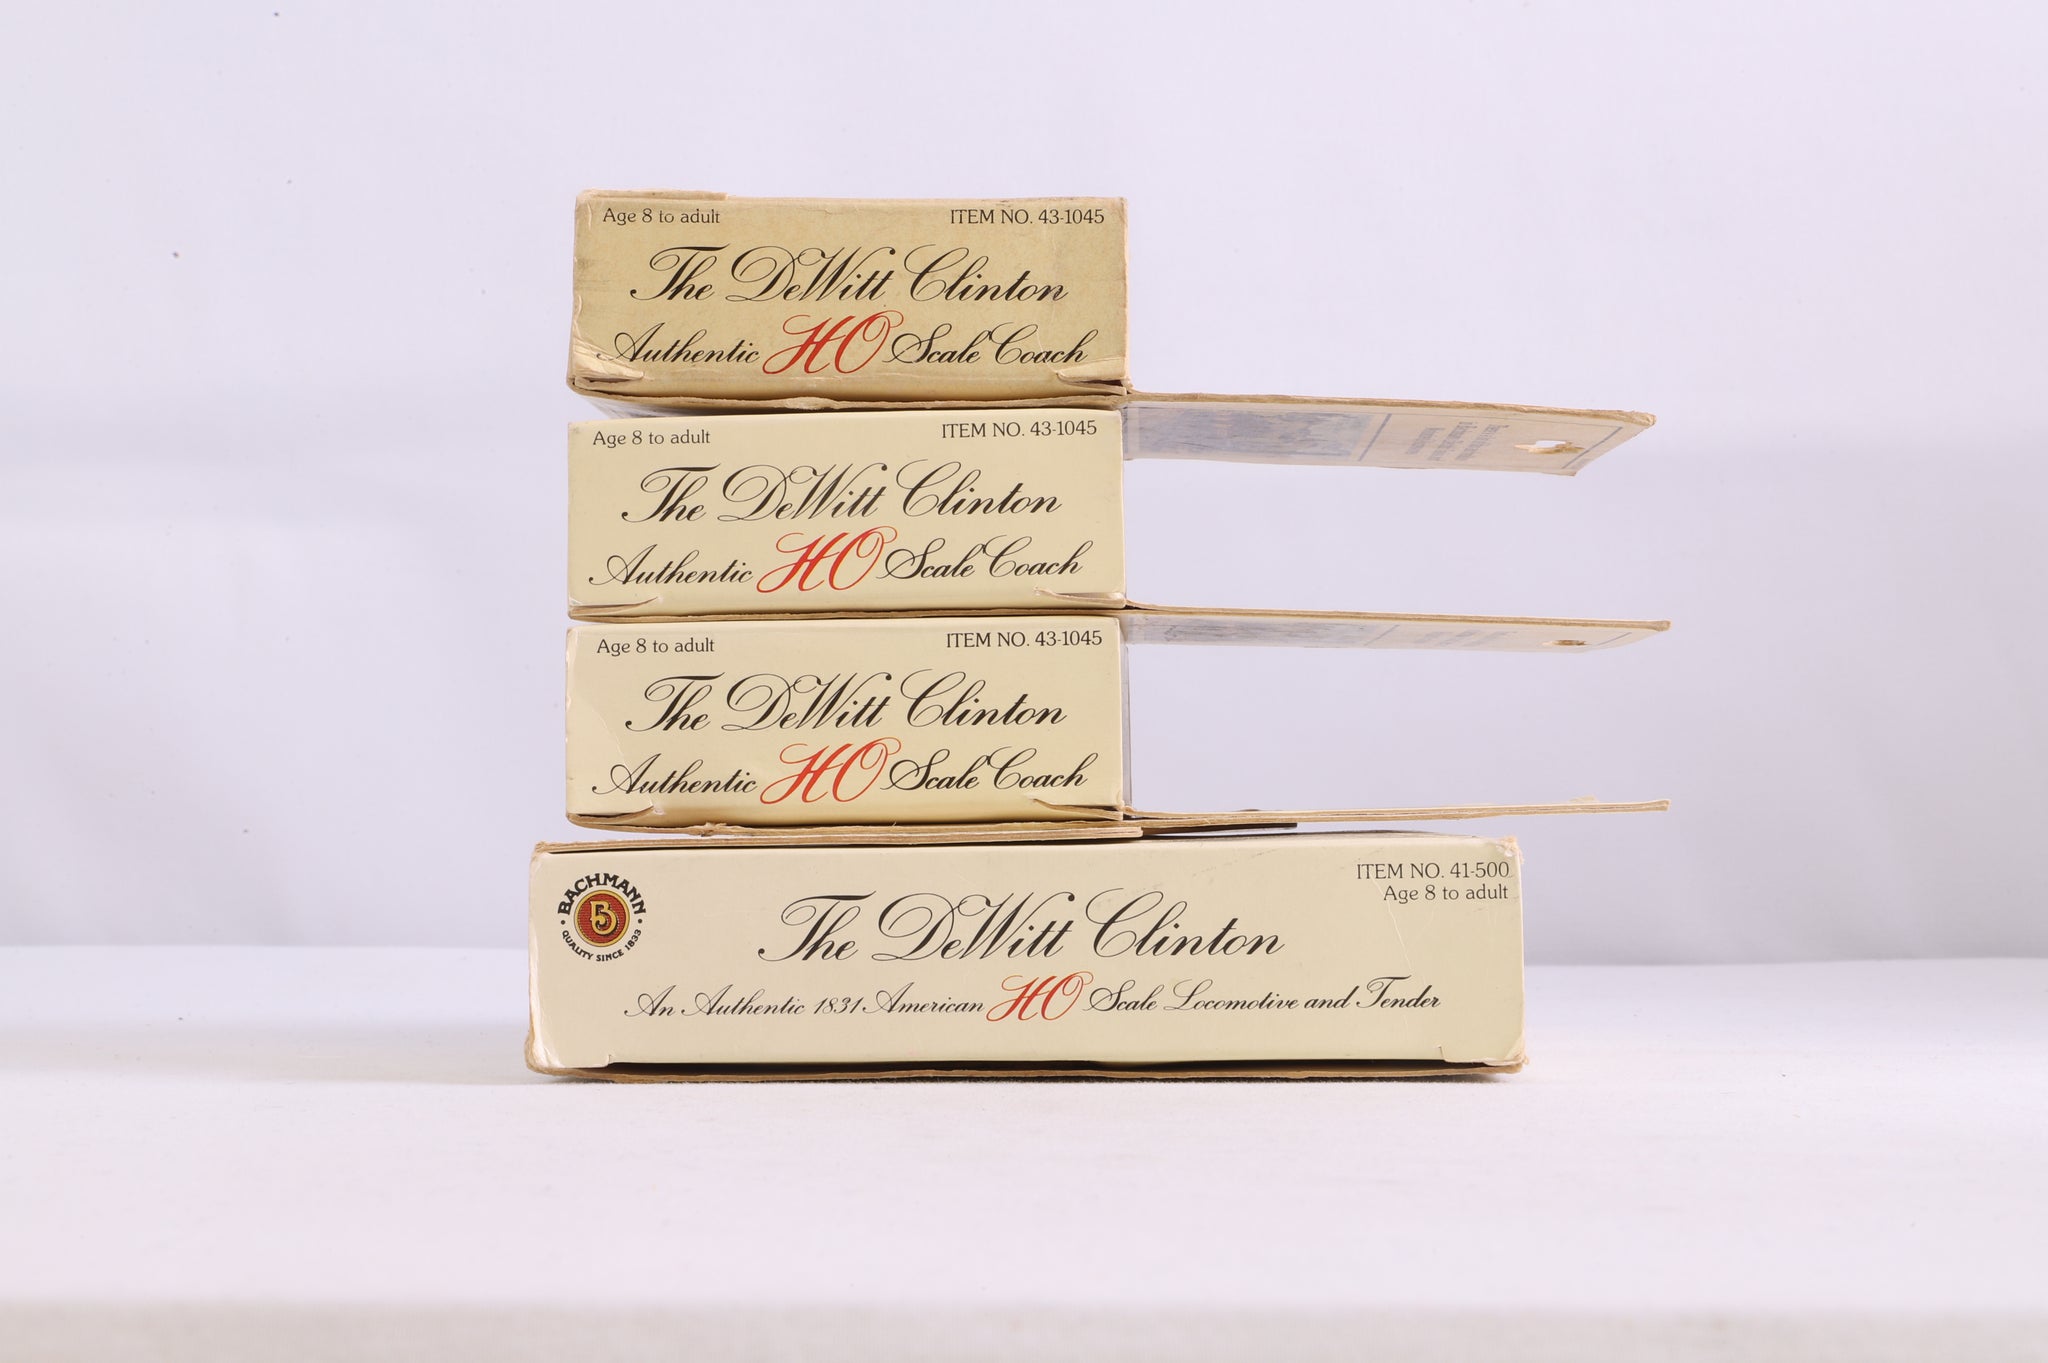 Age 8 to adult ITEM NO. 43-1045
The DeWitt Clinton
Authentic HO Scale Coach
Age 8 to adult ITEM NO. 43-1045
The DeWitt Clinton
Authentic HO Scale Coach
Age 8 to adult ITEM NO. 43-1045
The DeWitt Clinton
Authentic HO Scale Coach
BACHMANN
B
QUALITY SINCE 1833
ITEM NO. 41-500
Age 8 to adult
The DeWitt Clinton
An Authentic 1831 American HO Scale Locomotive and Tender